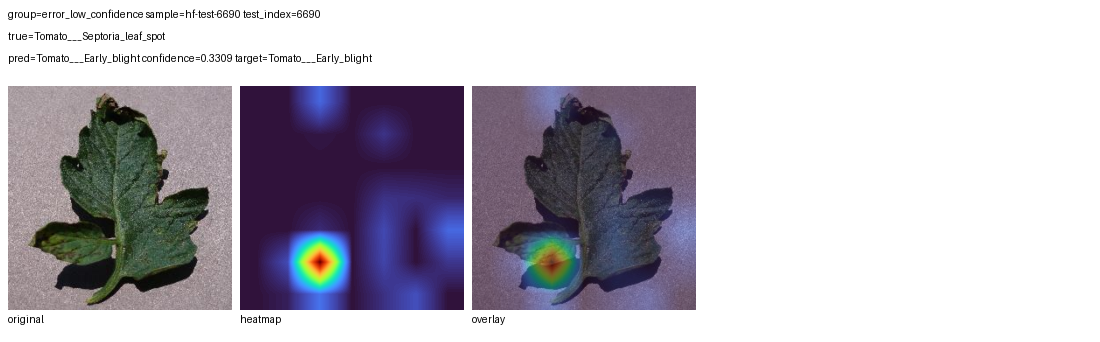 group=error_low_confidence sample=hf-test-6690 test_index=6690
true=Tomato___Septoria_leaf_spot
pred=Tomato___Early_blight confidence=0.3309 target=Tomato___Early_blight
original heatmap overlay